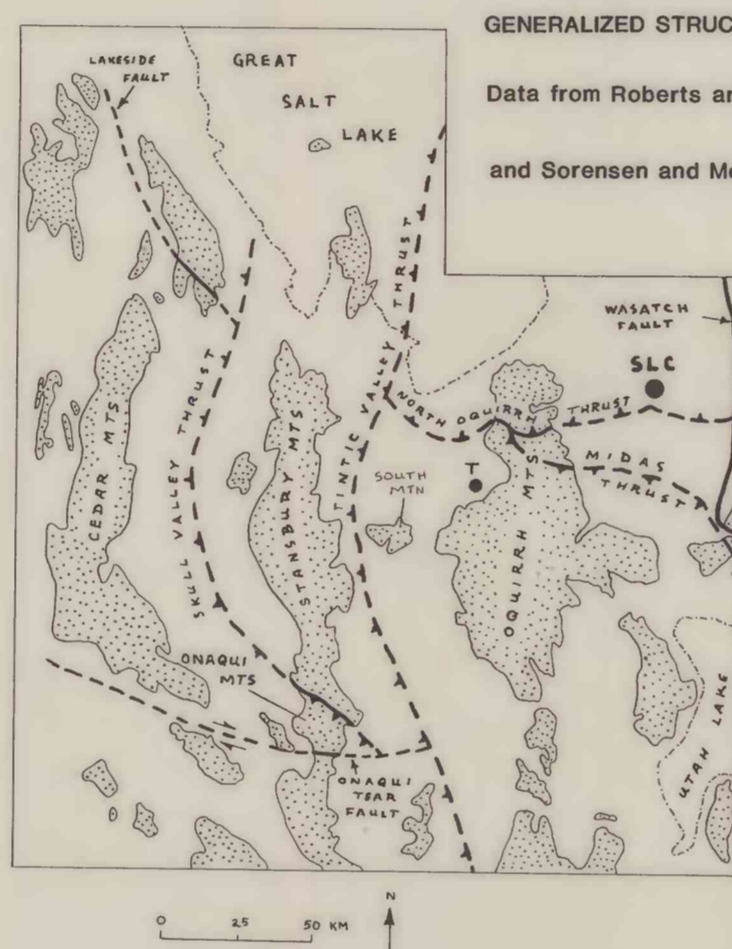 GENERALIZED STRUC
Data from Roberts ar
and Sorensen and Mc
LAKESIDE
FAULT
GREAT
SALT
LAKE
WASATCH
FAULT
SLC
TINTIC VALLEY THRUST
NORTH OQUIRRH THRUST
MIDAS
THRUST
SKULL VALLEY THRUST
CEDAR MTS
STANSBURY MTS
SOUTH
MTN
T
OQUIRRH MTS
ONAQUI
MTS
UTAH LAKE
ONAQUI
TEAR
FAULT
N
0 25 50 KM